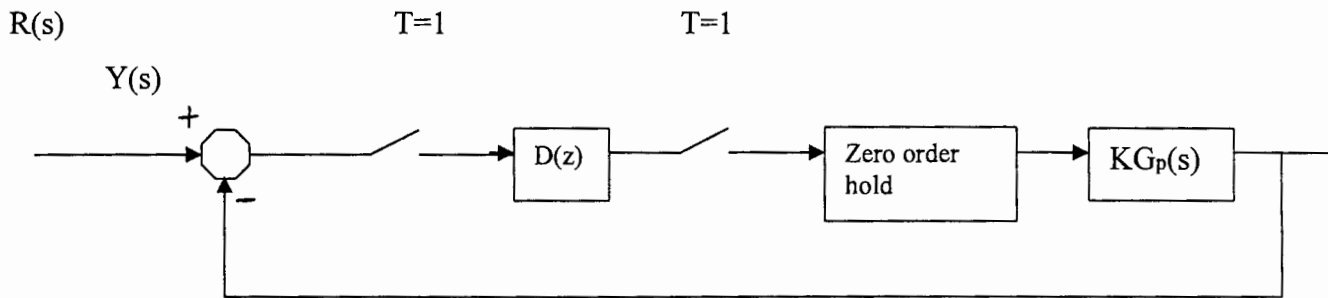 R(s) T=1 T=1
Y(s)
+
D(z)
Zero order
hold
KGp(s)
-